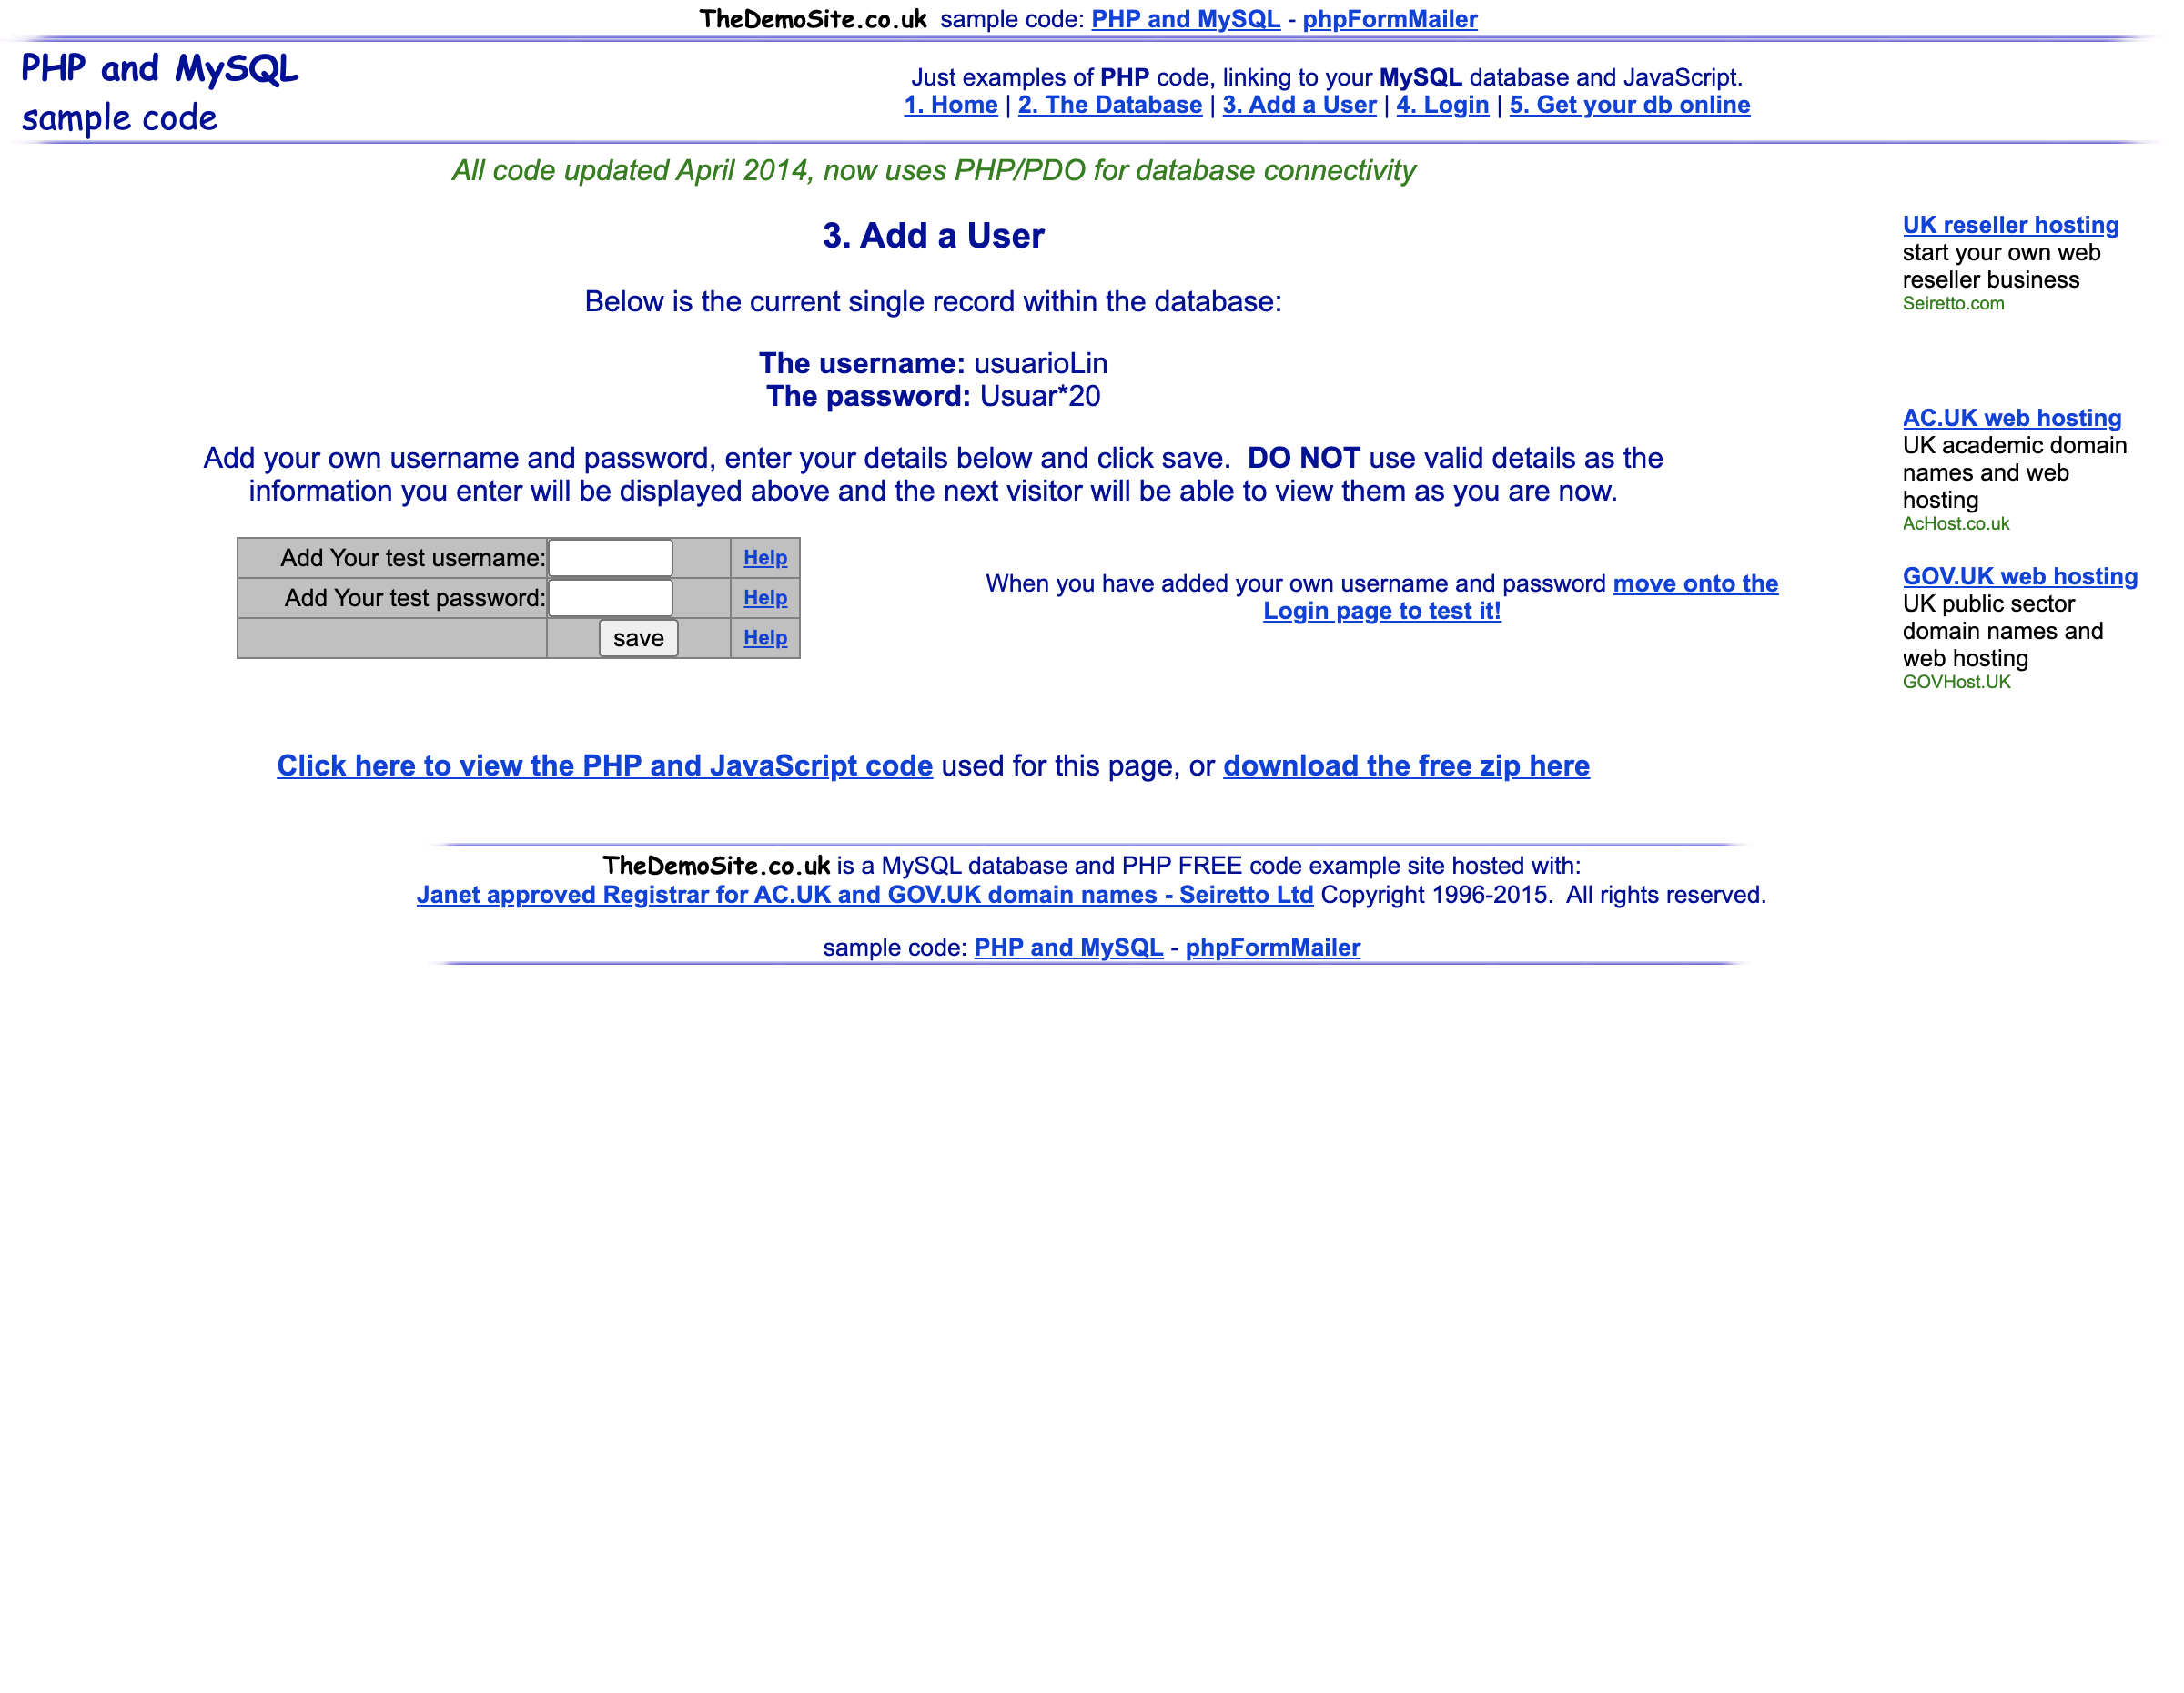 TheDemoSite.co.uk  sample code: PHP and MySQL - phpFormMailer
PHP and MySQL
sample code
Just examples of PHP code, linking to your MySQL database and JavaScript.
1. Home | 2. The Database | 3. Add a User | 4. Login | 5. Get your db online
All code updated April 2014, now uses PHP/PDO for database connectivity
3. Add a User
Below is the current single record within the database:
The username: usuarioLin
The password: Usuar*20
Add your own username and password, enter your details below and click save.  DO NOT use valid details as the
information you enter will be displayed above and the next visitor will be able to view them as you are now.
Add Your test username: Help
Add Your test password: Help
save Help
When you have added your own username and password move onto the
Login page to test it!
Click here to view the PHP and JavaScript code used for this page, or download the free zip here
UK reseller hosting
start your own web
reseller business
Seiretto.com
AC.UK web hosting
UK academic domain
names and web
hosting
AcHost.co.uk
GOV.UK web hosting
UK public sector
domain names and
web hosting
GOVHost.UK
TheDemoSite.co.uk is a MySQL database and PHP FREE code example site hosted with:
Janet approved Registrar for AC.UK and GOV.UK domain names - Seiretto Ltd Copyright 1996-2015.  All rights reserved.
sample code: PHP and MySQL - phpFormMailer